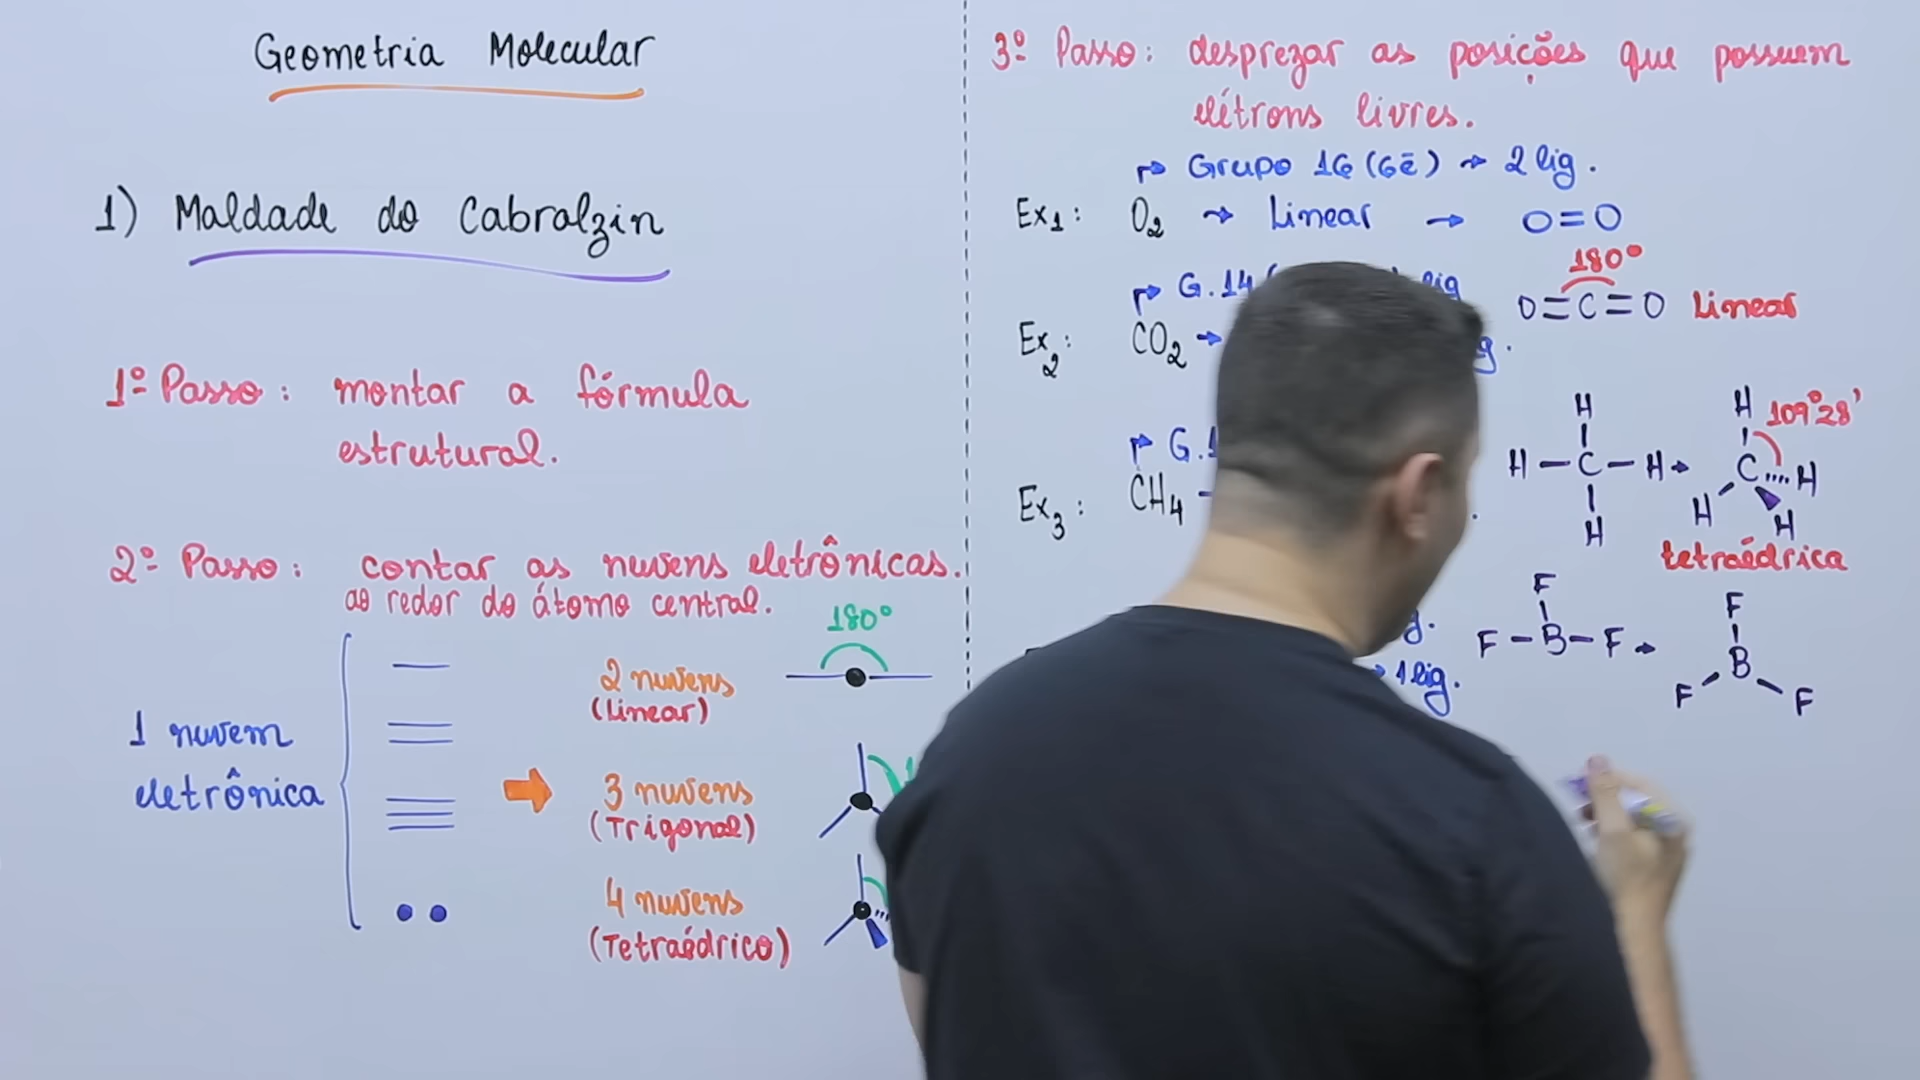 Geometria Molecular
1) Maldade do Cabralzin
1º Passo: montar a fórmula
estrutural.
2º Passo: contar as nuvens eletrônicas.
ao redor do átomo central.
1 nuvem
eletrônica
2 nuvens
(Linear)
180°
3 nuvens
(Trigonal)
4 nuvens
(Tetraédrico)
3º Passo: desprezar as posições que possuem
elétrons livres.
Grupo 16 (6ē) → 2 lig.
Ex1: O2 → Linear → O=O
G.14 lig
180°
Ex2: CO2 → g. O=C=O Linear
G.1
Ex3: CH4
H
H—C—H →
H
H 109°28'
C H
H H
tetraédrica
g.
→ 1 lig.
F
F—B—F →
F
B
F F